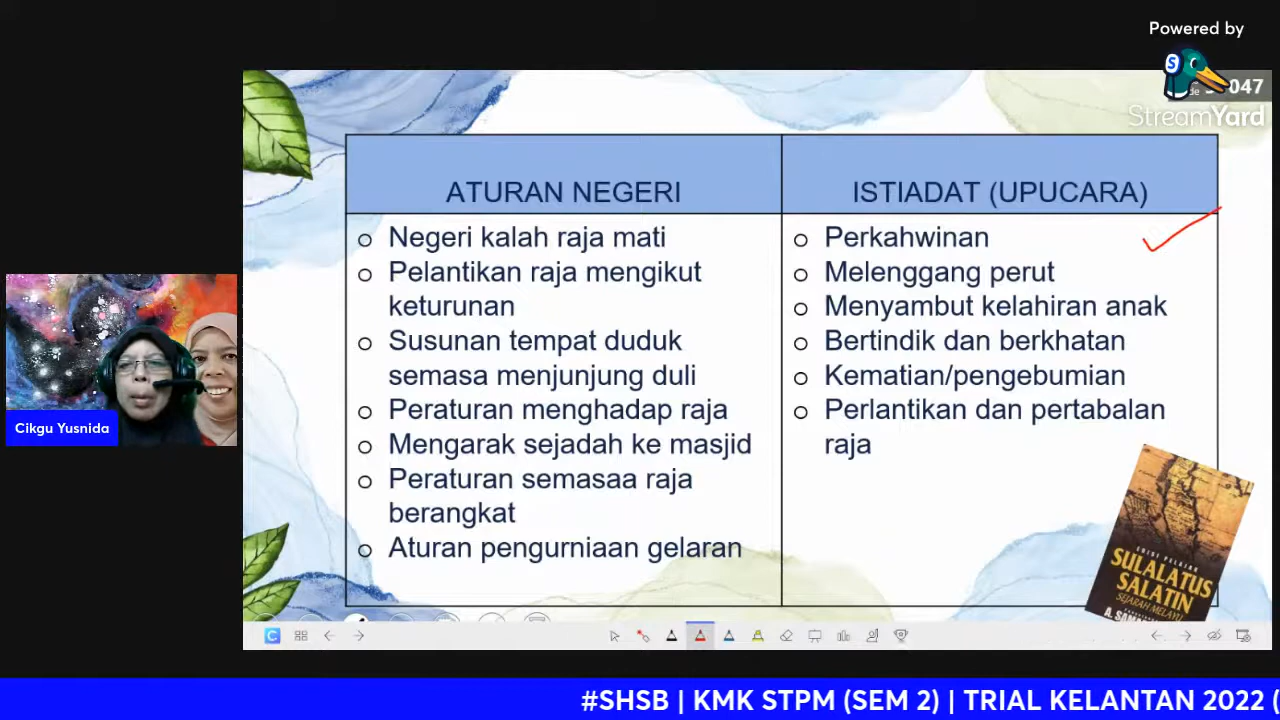 Powered by
S
047
StreamYard
ATURAN NEGERI
ISTIADAT (UPUCARA)
o Negeri kalah raja mati
o Pelantikan raja mengikut
keturunan
o Susunan tempat duduk
semasa menjunjung duli
o Peraturan menghadap raja
o Mengarak sejadah ke masjid
o Peraturan semasaa raja
berangkat
o Aturan pengurniaan gelaran
o Perkahwinan
o Melenggang perut
o Menyambut kelahiran anak
o Bertindik dan berkhatan
o Kematian/pengebumian
o Perlantikan dan pertabalan
raja
EDISI PELAJAR
SULALATUS
SALATIN
SEJARAH MELAYU
Cikgu Yusnida
C
#SHSB | KMK STPM (SEM 2) | TRIAL KELANTAN 2022 (